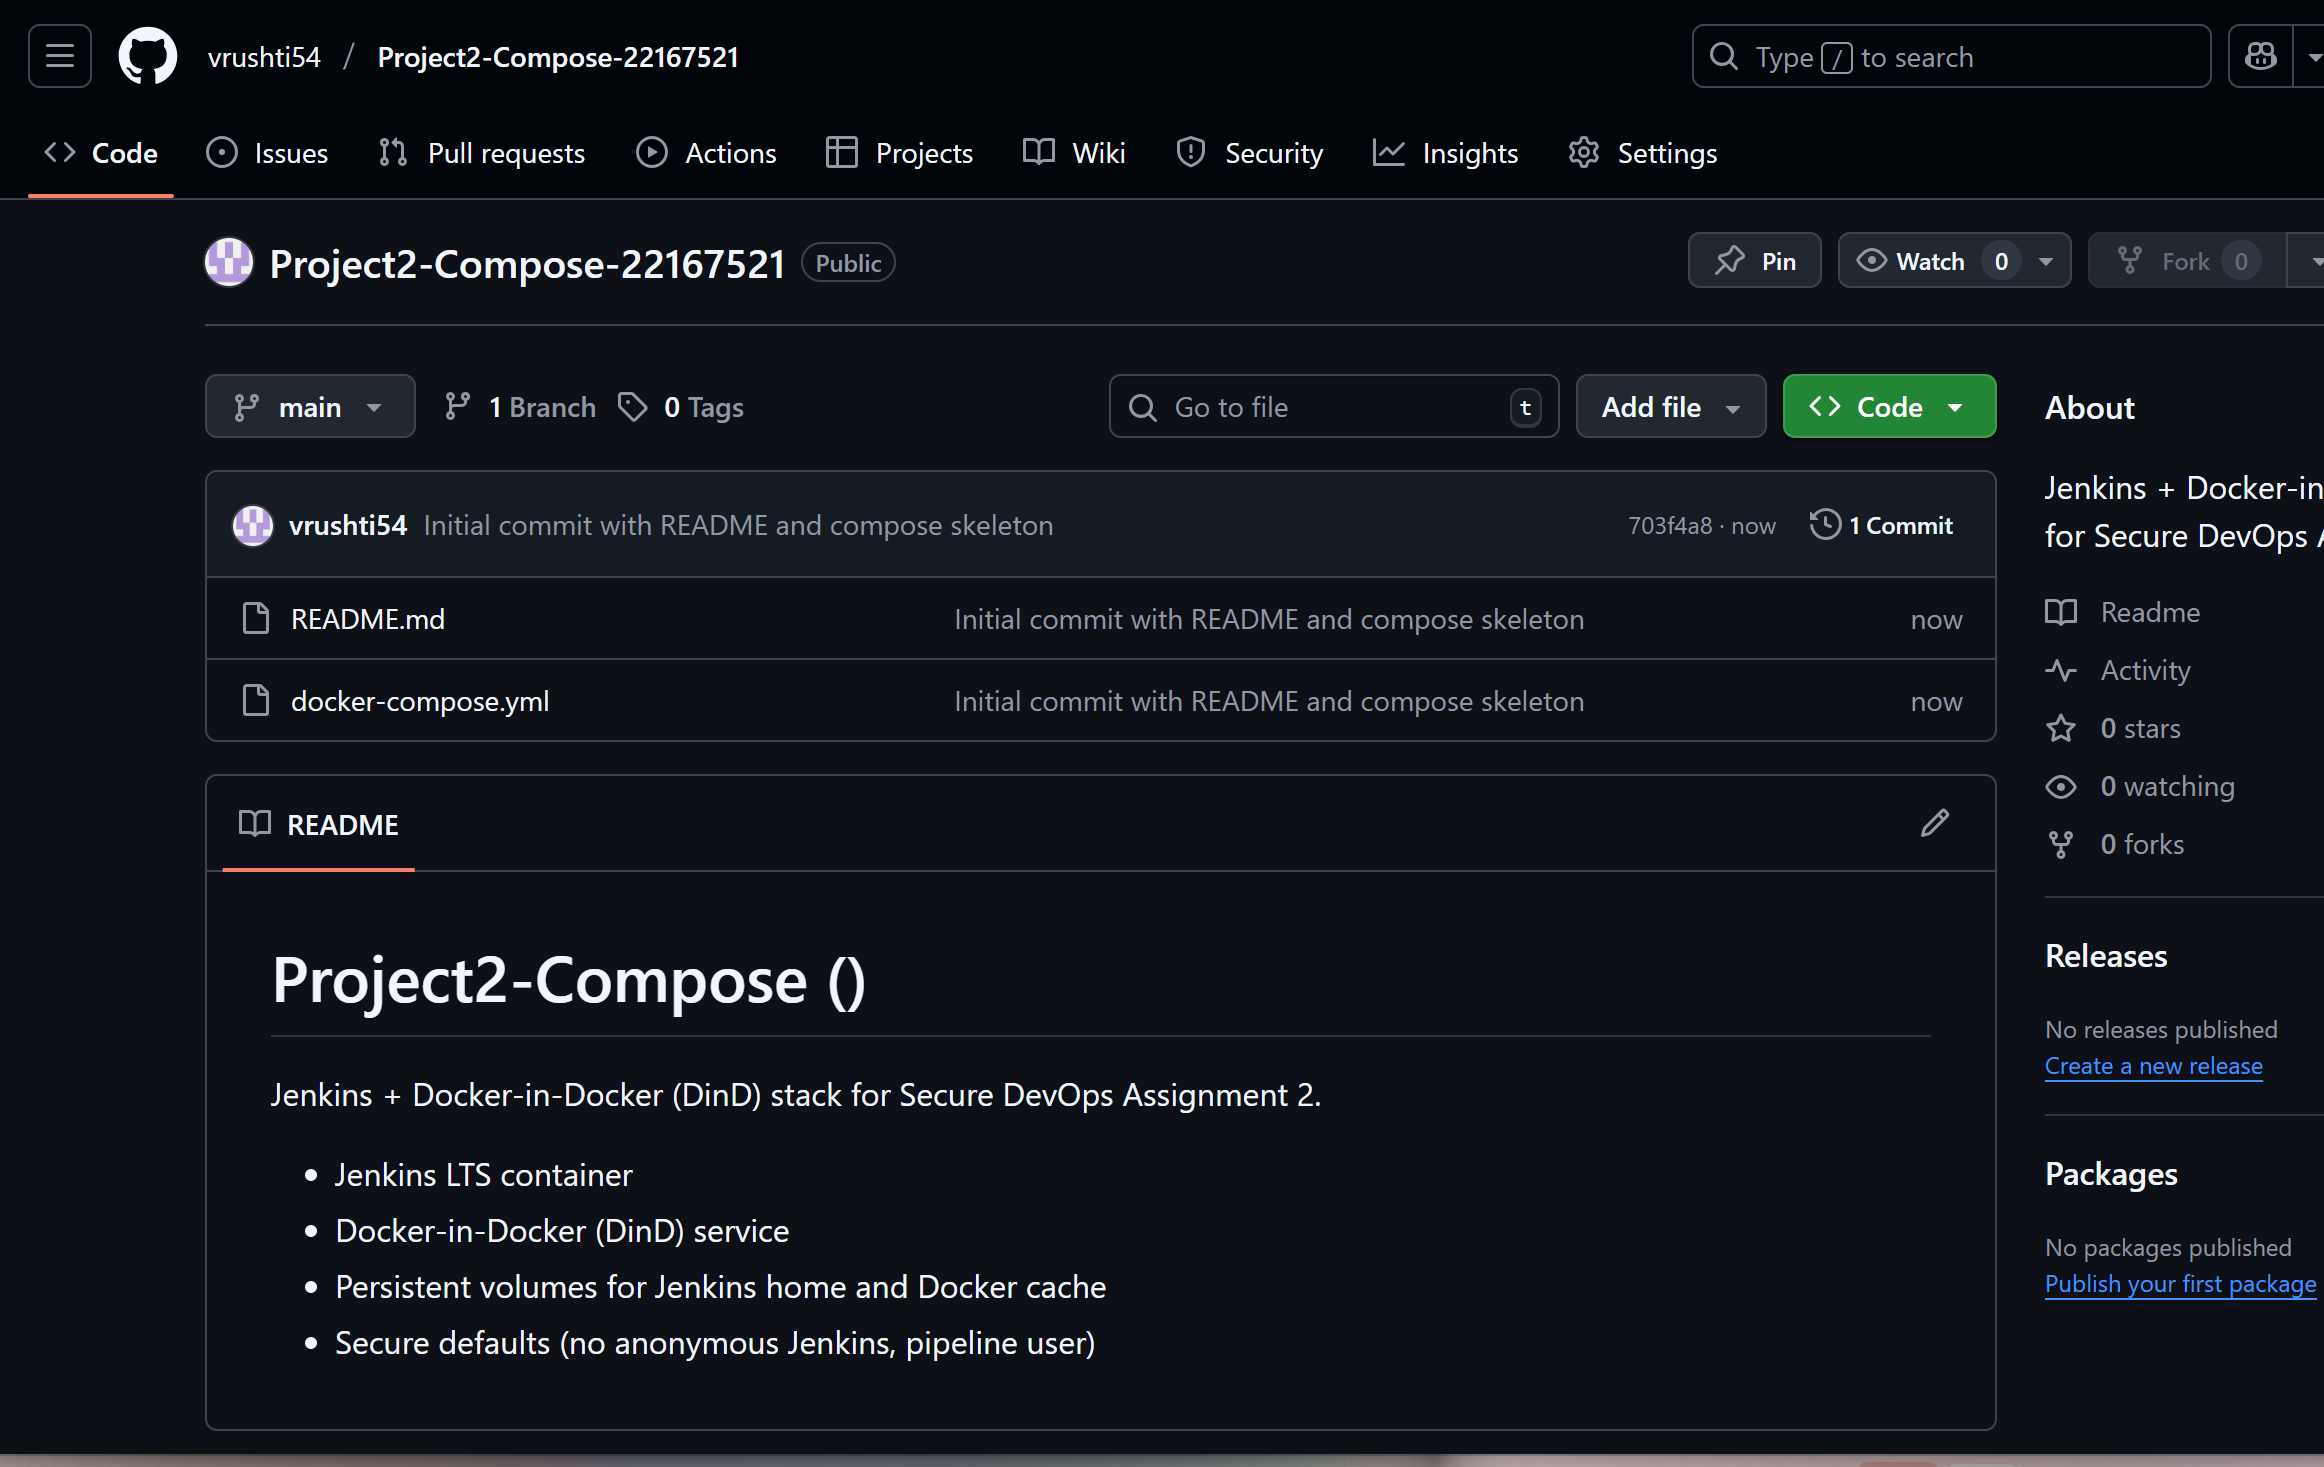 vrushti54 / Project2-Compose-22167521
Type / to search
Code Issues Pull requests Actions Projects Wiki Security Insights Settings
Project2-Compose-22167521 Public
Pin Watch 0 Fork 0
main 1 Branch 0 Tags
Go to file t Add file Code
vrushti54 Initial commit with README and compose skeleton 703f4a8 · now 1 Commit
README.md Initial commit with README and compose skeleton now
docker-compose.yml Initial commit with README and compose skeleton now
README
Project2-Compose ()
Jenkins + Docker-in-Docker (DinD) stack for Secure DevOps Assignment 2.
• Jenkins LTS container
• Docker-in-Docker (DinD) service
• Persistent volumes for Jenkins home and Docker cache
• Secure defaults (no anonymous Jenkins, pipeline user)
About
Jenkins + Docker-in
for Secure DevOps
Readme
Activity
0 stars
0 watching
0 forks
Releases
No releases published
Create a new release
Packages
No packages published
Publish your first package